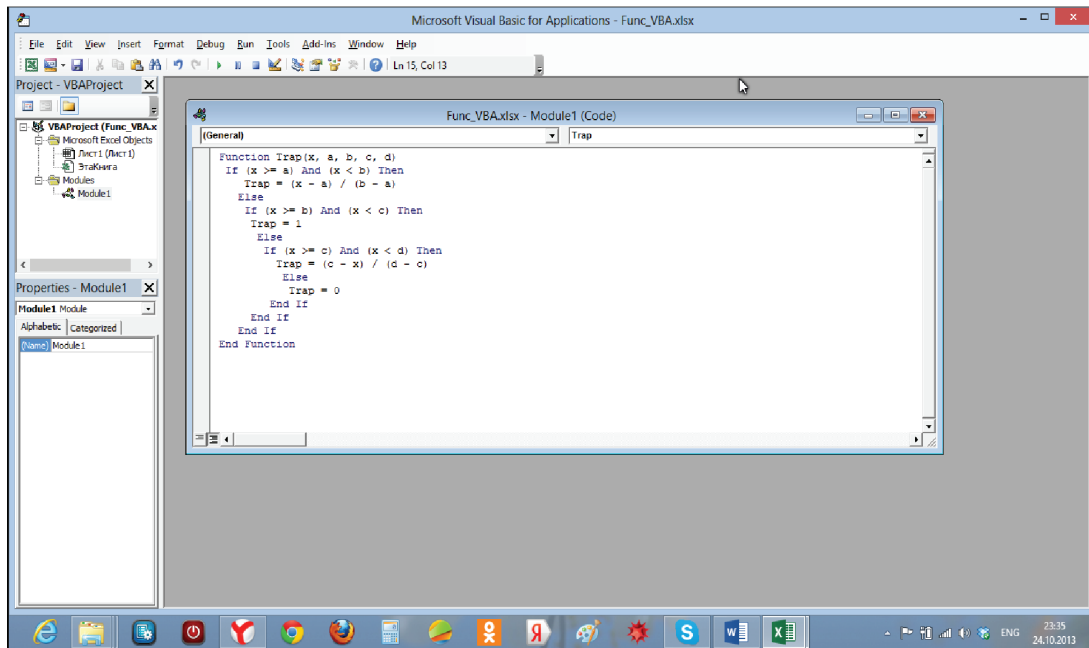 Microsoft Visual Basic for Applications - Func_VBA.xlsx
File Edit View Insert Format Debug Run Tools Add-Ins Window Help
Ln 15, Col 13
Project - VBAProject
VBAProject (Func_VBA.x
Microsoft Excel Objects
Лист1 (Лист1)
ЭтаКнига
Modules
Module1
Properties - Module1
Module1 Module
Alphabetic Categorized
(Name) Module1
Func_VBA.xlsx - Module1 (Code)
(General) Trap
Function Trap(x, a, b, c, d)
If (x >= a) And (x < b) Then
Trap = (x - a) / (b - a)
Else
If (x >= b) And (x < c) Then
Trap = 1
Else
If (x >= c) And (x < d) Then
Trap = (c - x) / (d - c)
Else
Trap = 0
End If
End If
End If
End Function
ENG
23:35
24.10.2013